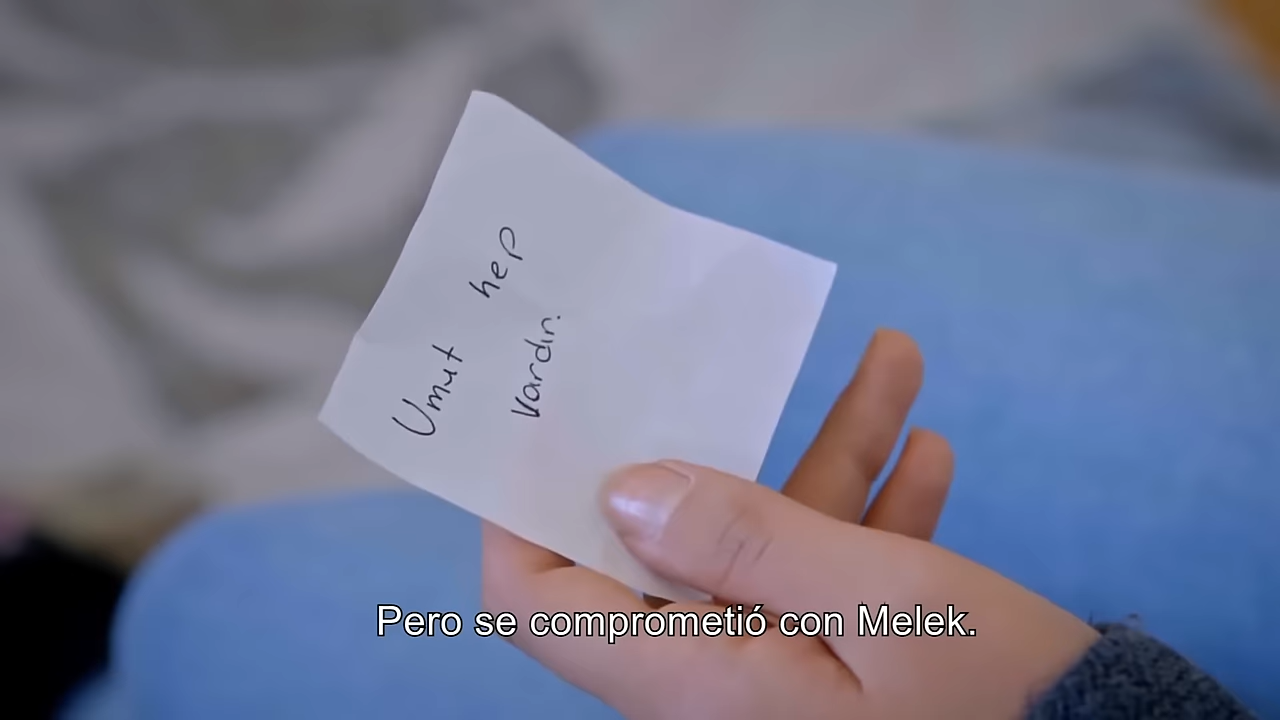 Umut hep
vardır.
Pero se comprometió con Melek.